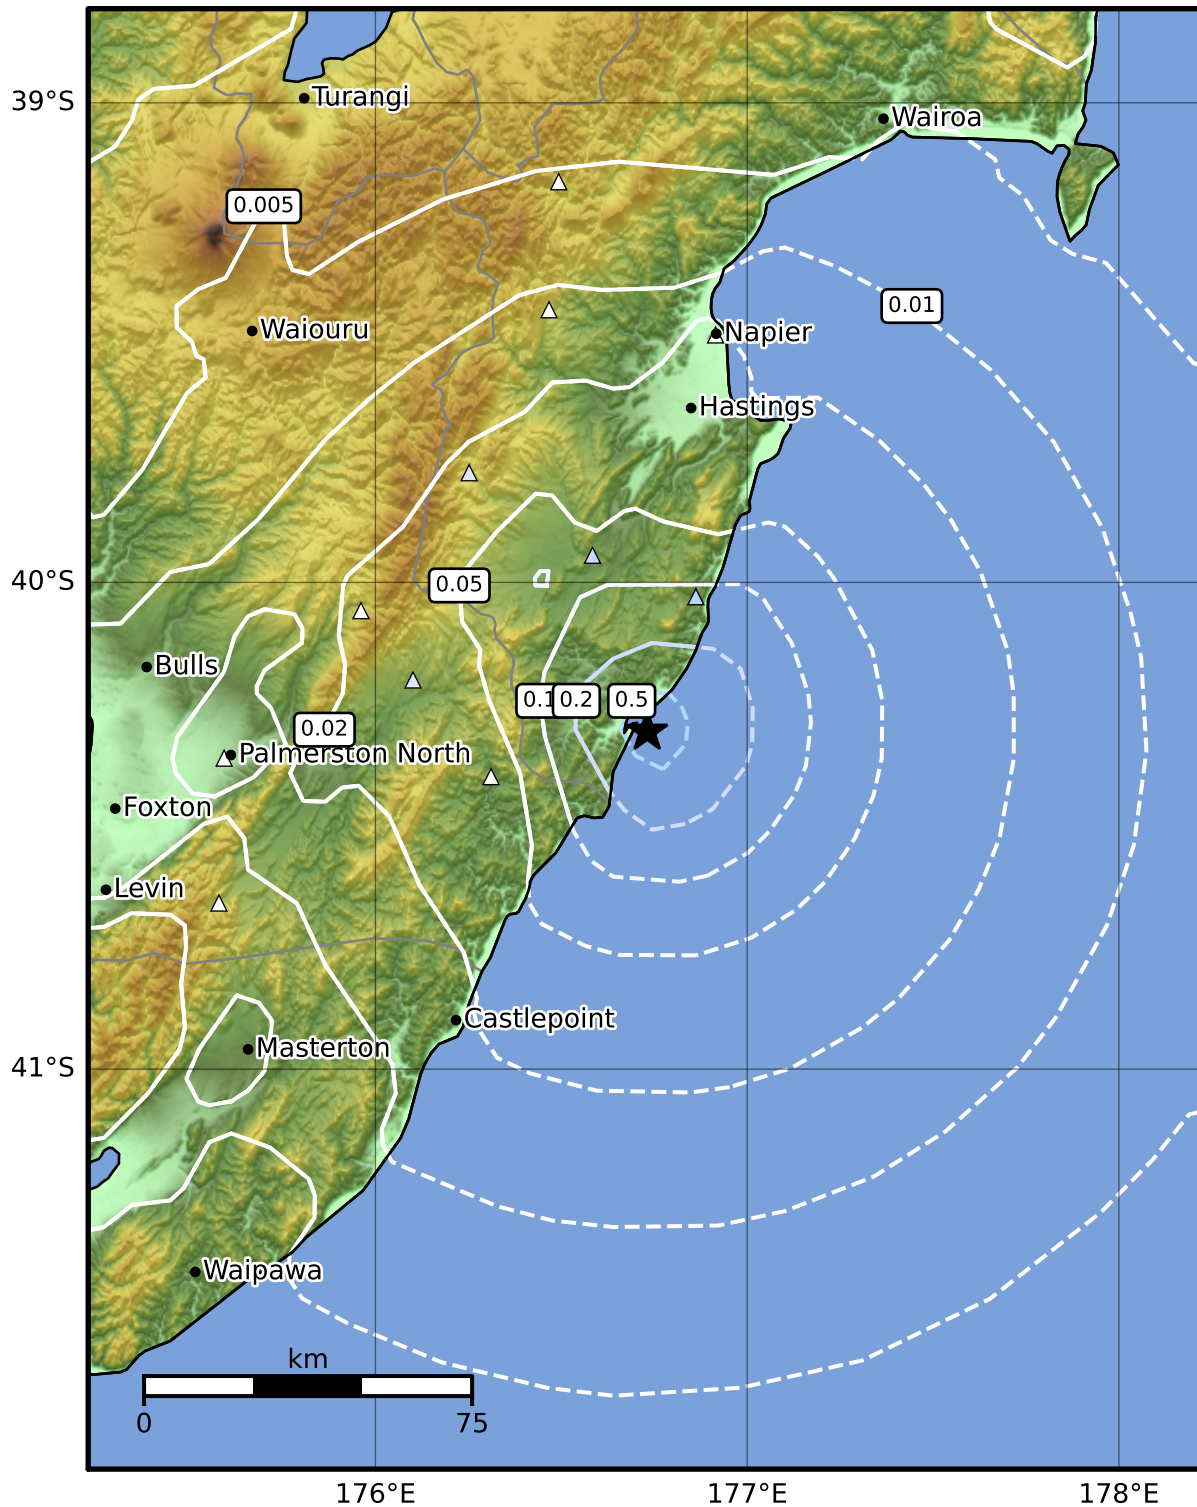 39°S
Turangi
Wairoa
0.005
0.01
Waiouru
Napier
Hastings
40°S
0.05
Bulls
0.1
0.2
0.5
0.02
Palmerston North
Foxton
Levin
Castlepoint
Masterton
41°S
Waipawa
km
0
75
176°E
177°E
178°E